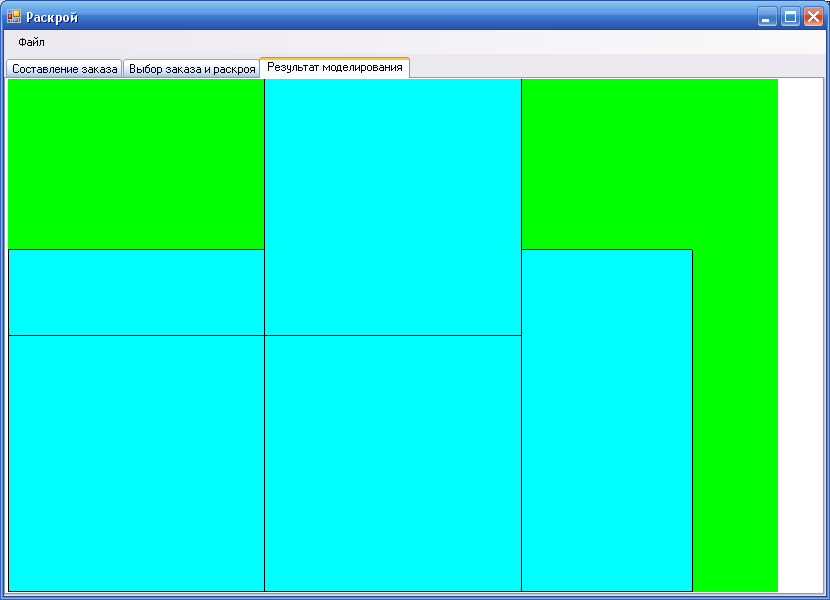 Раскрой
Файл
Составление заказа Выбор заказа и раскроя Результат моделирования